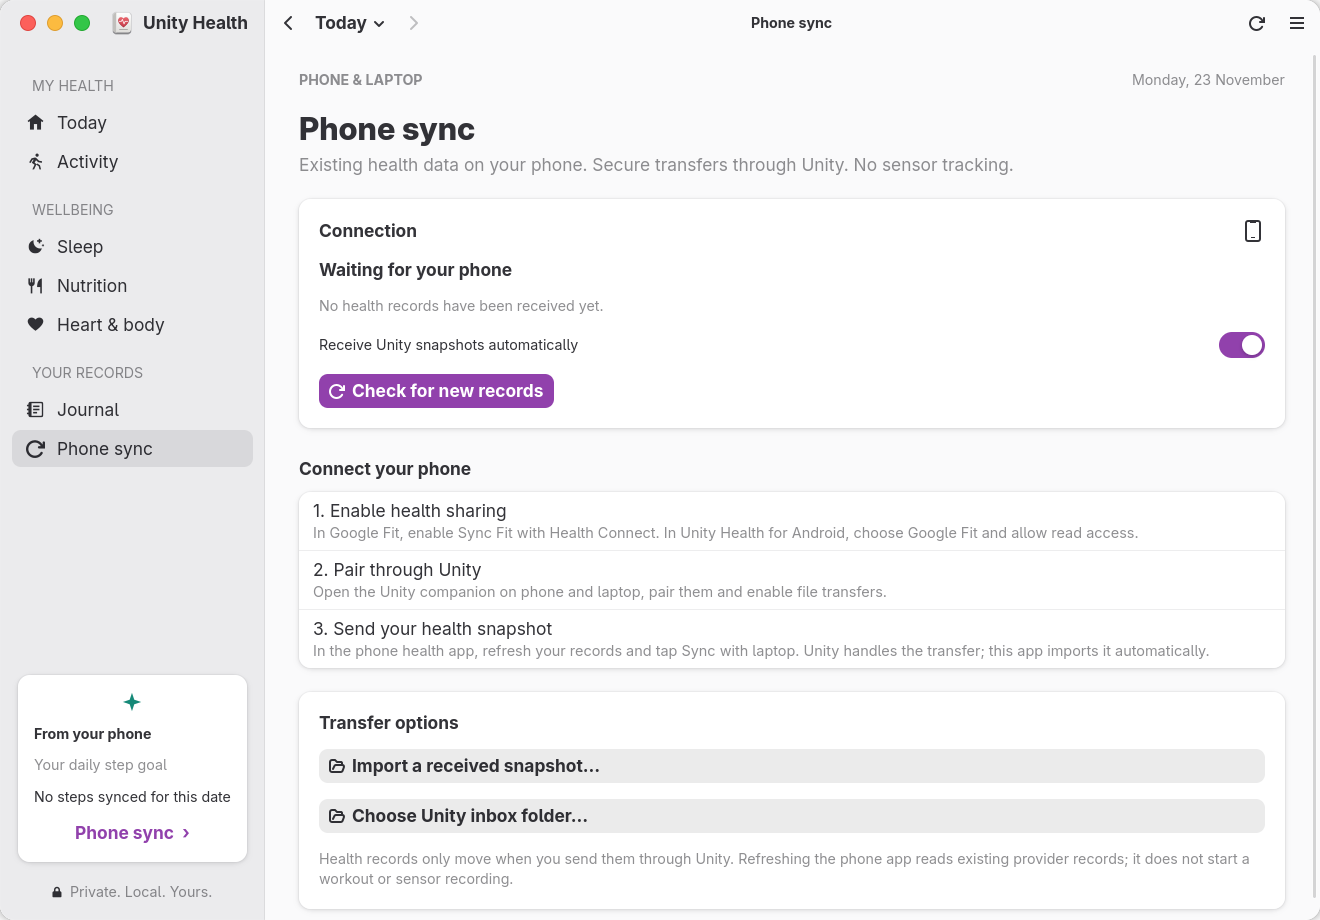 Unity Health
MY HEALTH
Today
Activity
WELLBEING
Sleep
Nutrition
Heart & body
YOUR RECORDS
Journal
Phone sync
From your phone
Your daily step goal
No steps synced for this date
Phone sync ›
Private. Local. Yours.
Today
Phone sync
PHONE & LAPTOP
Monday, 23 November
Phone sync
Existing health data on your phone. Secure transfers through Unity. No sensor tracking.
Connection
Waiting for your phone
No health records have been received yet.
Receive Unity snapshots automatically
Check for new records
Connect your phone
1. Enable health sharing
In Google Fit, enable Sync Fit with Health Connect. In Unity Health for Android, choose Google Fit and allow read access.
2. Pair through Unity
Open the Unity companion on phone and laptop, pair them and enable file transfers.
3. Send your health snapshot
In the phone health app, refresh your records and tap Sync with laptop. Unity handles the transfer; this app imports it automatically.
Transfer options
Import a received snapshot...
Choose Unity inbox folder...
Health records only move when you send them through Unity. Refreshing the phone app reads existing provider records; it does not start a
workout or sensor recording.